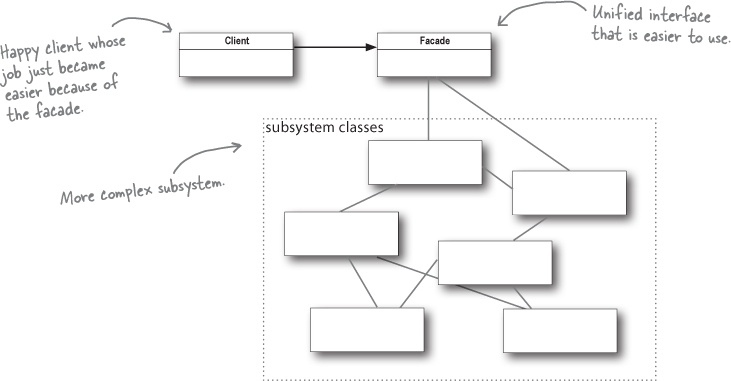 Happy client whose
job just became
easier because of
the facade.
Client
Facade
Unified interface
that is easier to use.
subsystem classes
More complex subsystem.